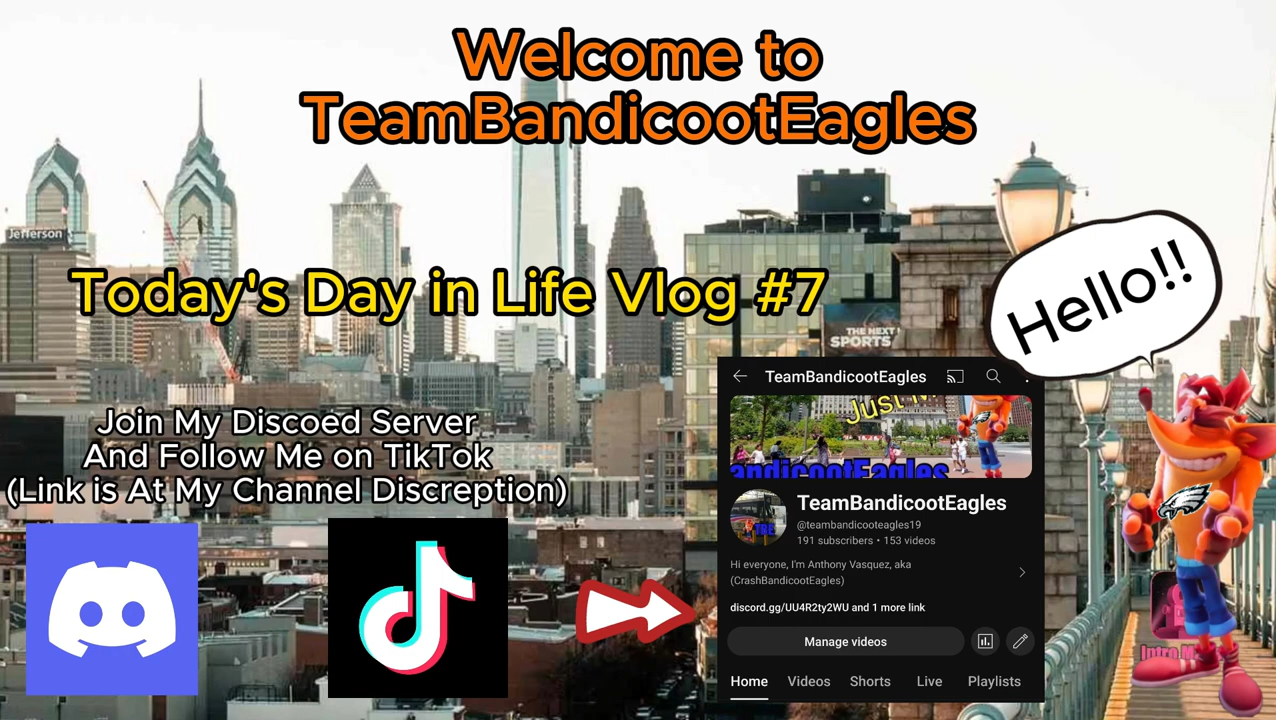 Welcome to
TeamBandicootEagles
Jefferson
Today's Day in Life Vlog #7
Hello!!
THE NEXT
SPORTS
TeamBandicootEagles
Just
andicootEagles
Join My Discoed Server
And Follow Me on TikTok
(Link is At My Channel Discreption)
TeamBandicootEagles
@teambandicooteagles19
191 subscribers • 153 videos
Hi everyone, I'm Anthony Vasquez, aka
(CrashBandicootEagles)
discord.gg/UU4R2ty2WU and 1 more link
Manage videos
Home Videos Shorts Live Playlists